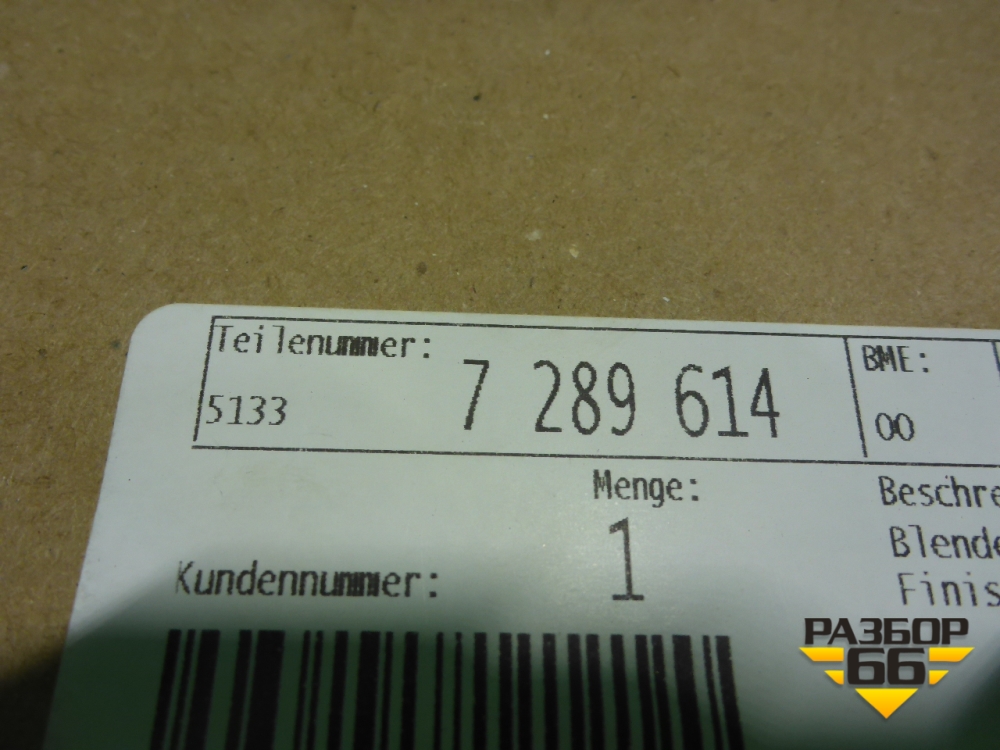 Teilenummer:
5133
7 289 614
BME:
00
Menge:
1
Kundennummer:
Beschre
Blende
Finis
РАЗБОР
66